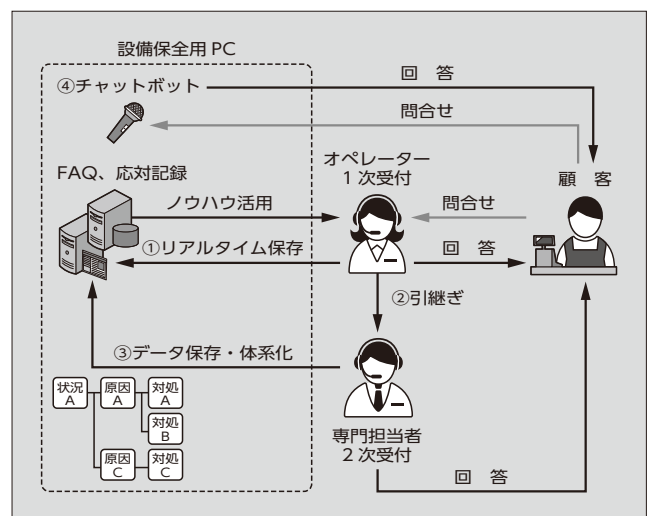 設備保全用 PC
④チャットボット
回 答
問合せ
FAQ、応対記録
オペレーター
1 次受付
顧 客
ノウハウ活用
問合せ
①リアルタイム保存
回 答
②引継ぎ
③データ保存・体系化
状況
A
原因
A
対処
A
対処
B
原因
C
対処
C
専門担当者
2 次受付
回 答